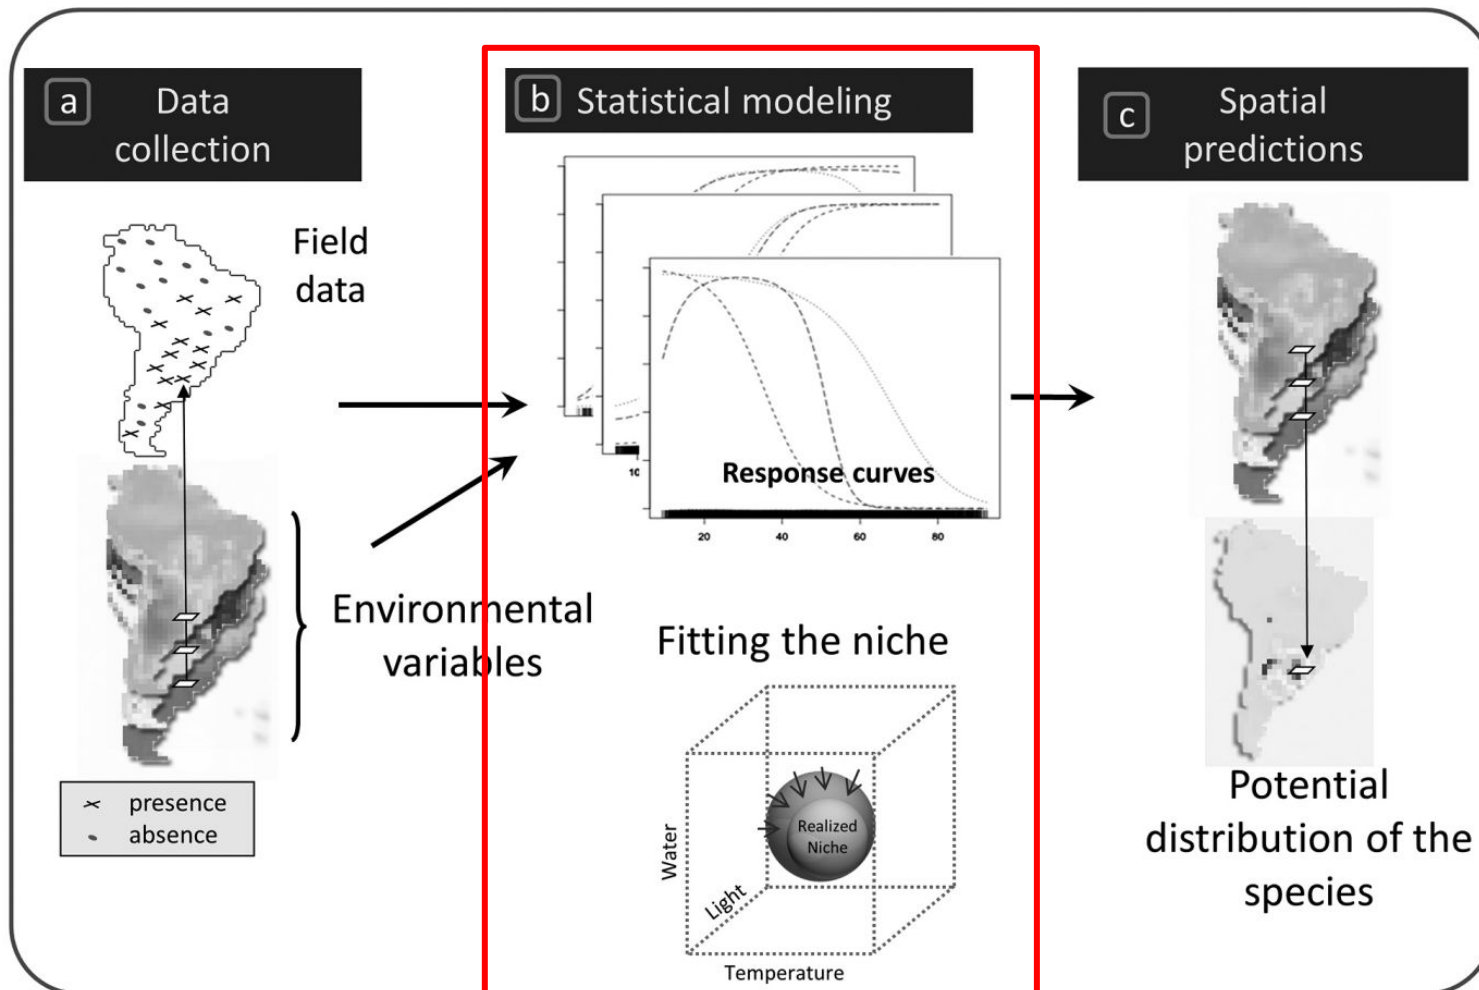 a
Data
collection
Field
data
Environmental
variables
presence
absence
b
Statistical modeling
10
Response curves
20
40
60
80
Fitting the niche
Realized
Niche
Water
Light
Temperature
c
Spatial
predictions
Potential
distribution of the
species